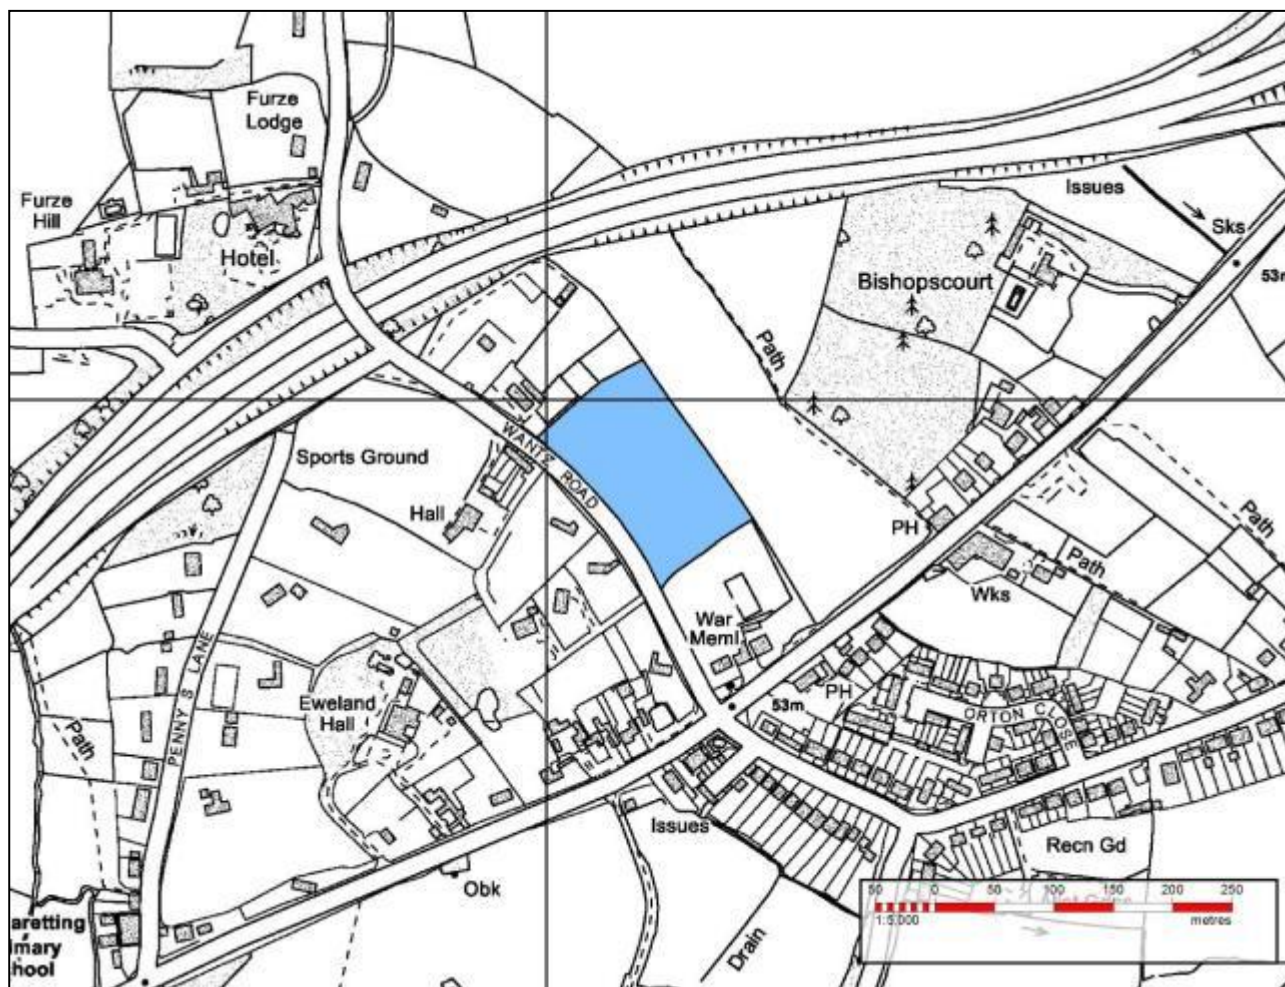 Furze
Lodge
Furze
Hill
Hotel
Issues
Sks
53m
Bishopscourt
Path
WANTZ ROAD
Sports Ground
Hall
PH
Path
Path
Wks
War
Meml
PENNY'S LANE
Eweland
Hall
PH
53m
ORTON CLOSE
Path
Issues
Recn Gd
Obk
Drain
50 0 50 100 150 200 250
1:5,000
metres
aretting
imary
hool